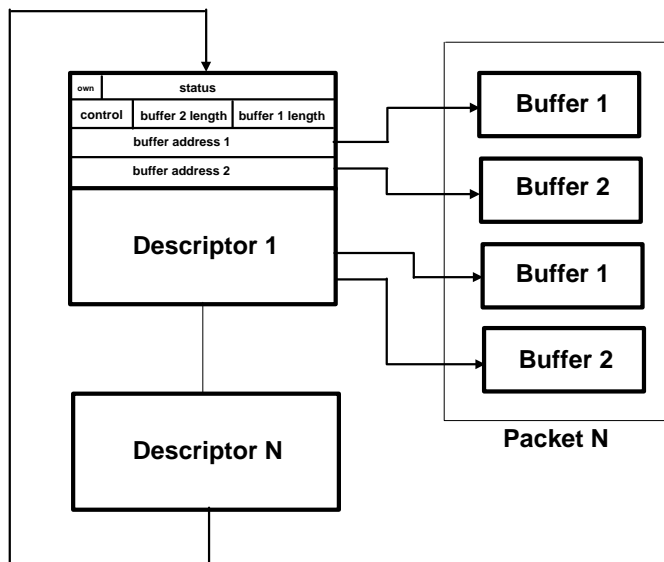 own status
control buffer 2 length buffer 1 length
buffer address 1
buffer address 2
Descriptor 1
Descriptor N
Buffer 1
Buffer 2
Buffer 1
Buffer 2
Packet N